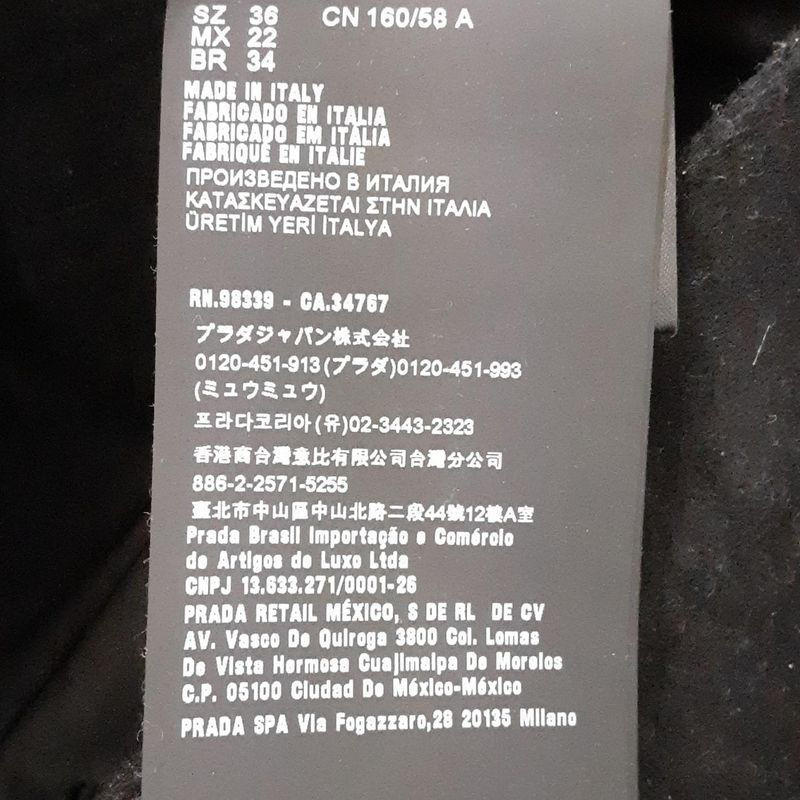 SZ 36 CN 160/58 A
MX 22
BR 34
MADE IN ITALY
FABRICADO EN ITALIA
FABRICADO EM ITÀLIA
FABRIQUÉ EN ITALIE
ПРОИЗВЕДЕНО В ИТАЛИЯ
ΚΑΤΑΣΚΕΥΑΖΕΤΑΙ ΣΤΗΝ ΙΤΑΛΙΑ
ÜRETİM YERİ İTALYA
RN.98339 - CA.34767
プラダジャパン株式会社
0120-451-913(プラダ)0120-451-993
(ミュウミュウ)
프라다코리아(유)02-3443-2323
香港商台灣意比有限公司台灣分公司
886-2-2571-5255
臺北市中山區中山北路二段44號12樓A室
Prada Brasil Importação e Comércio
de Artigos de Luxo Ltda
CNPJ 13.633.271/0001-26
PRADA RETAIL MÉXICO, S DE RL DE CV
AV. Vasco De Quiroga 3800 Col. Lomas
De Vista Hermosa Cuajimalpa De Morelos
C.P. 05100 Ciudad De México-México
PRADA SPA Via Fogazzaro,28 20135 Milano